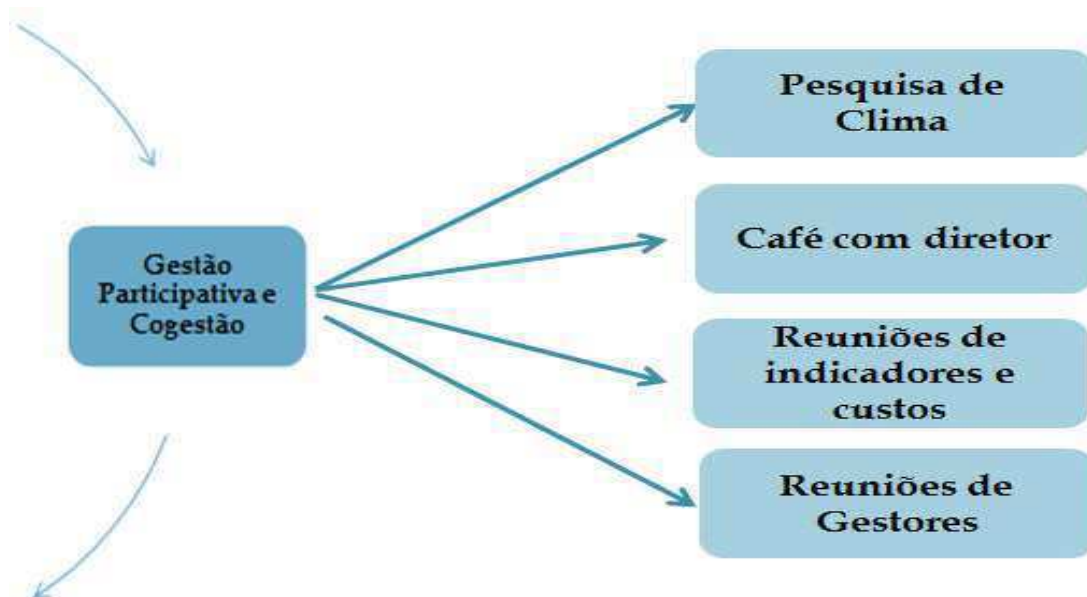 Gestão
Participativa e
Cogestão
Pesquisa de
Clima
Café com diretor
Reuniões de
indicadores e
custos
Reuniões de
Gestores